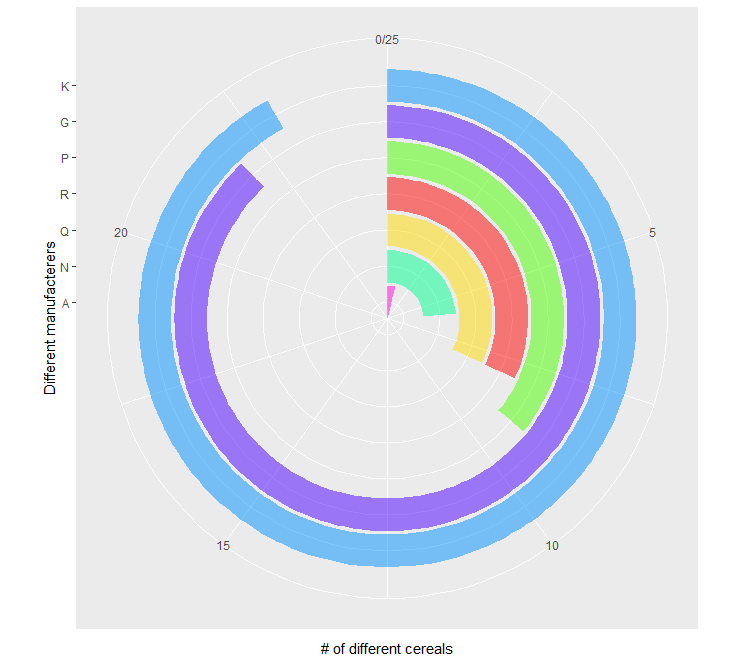 0/25
K
G
P
R
Q
20
5
N
A
Different manufacterers
15
10
# of different cereals